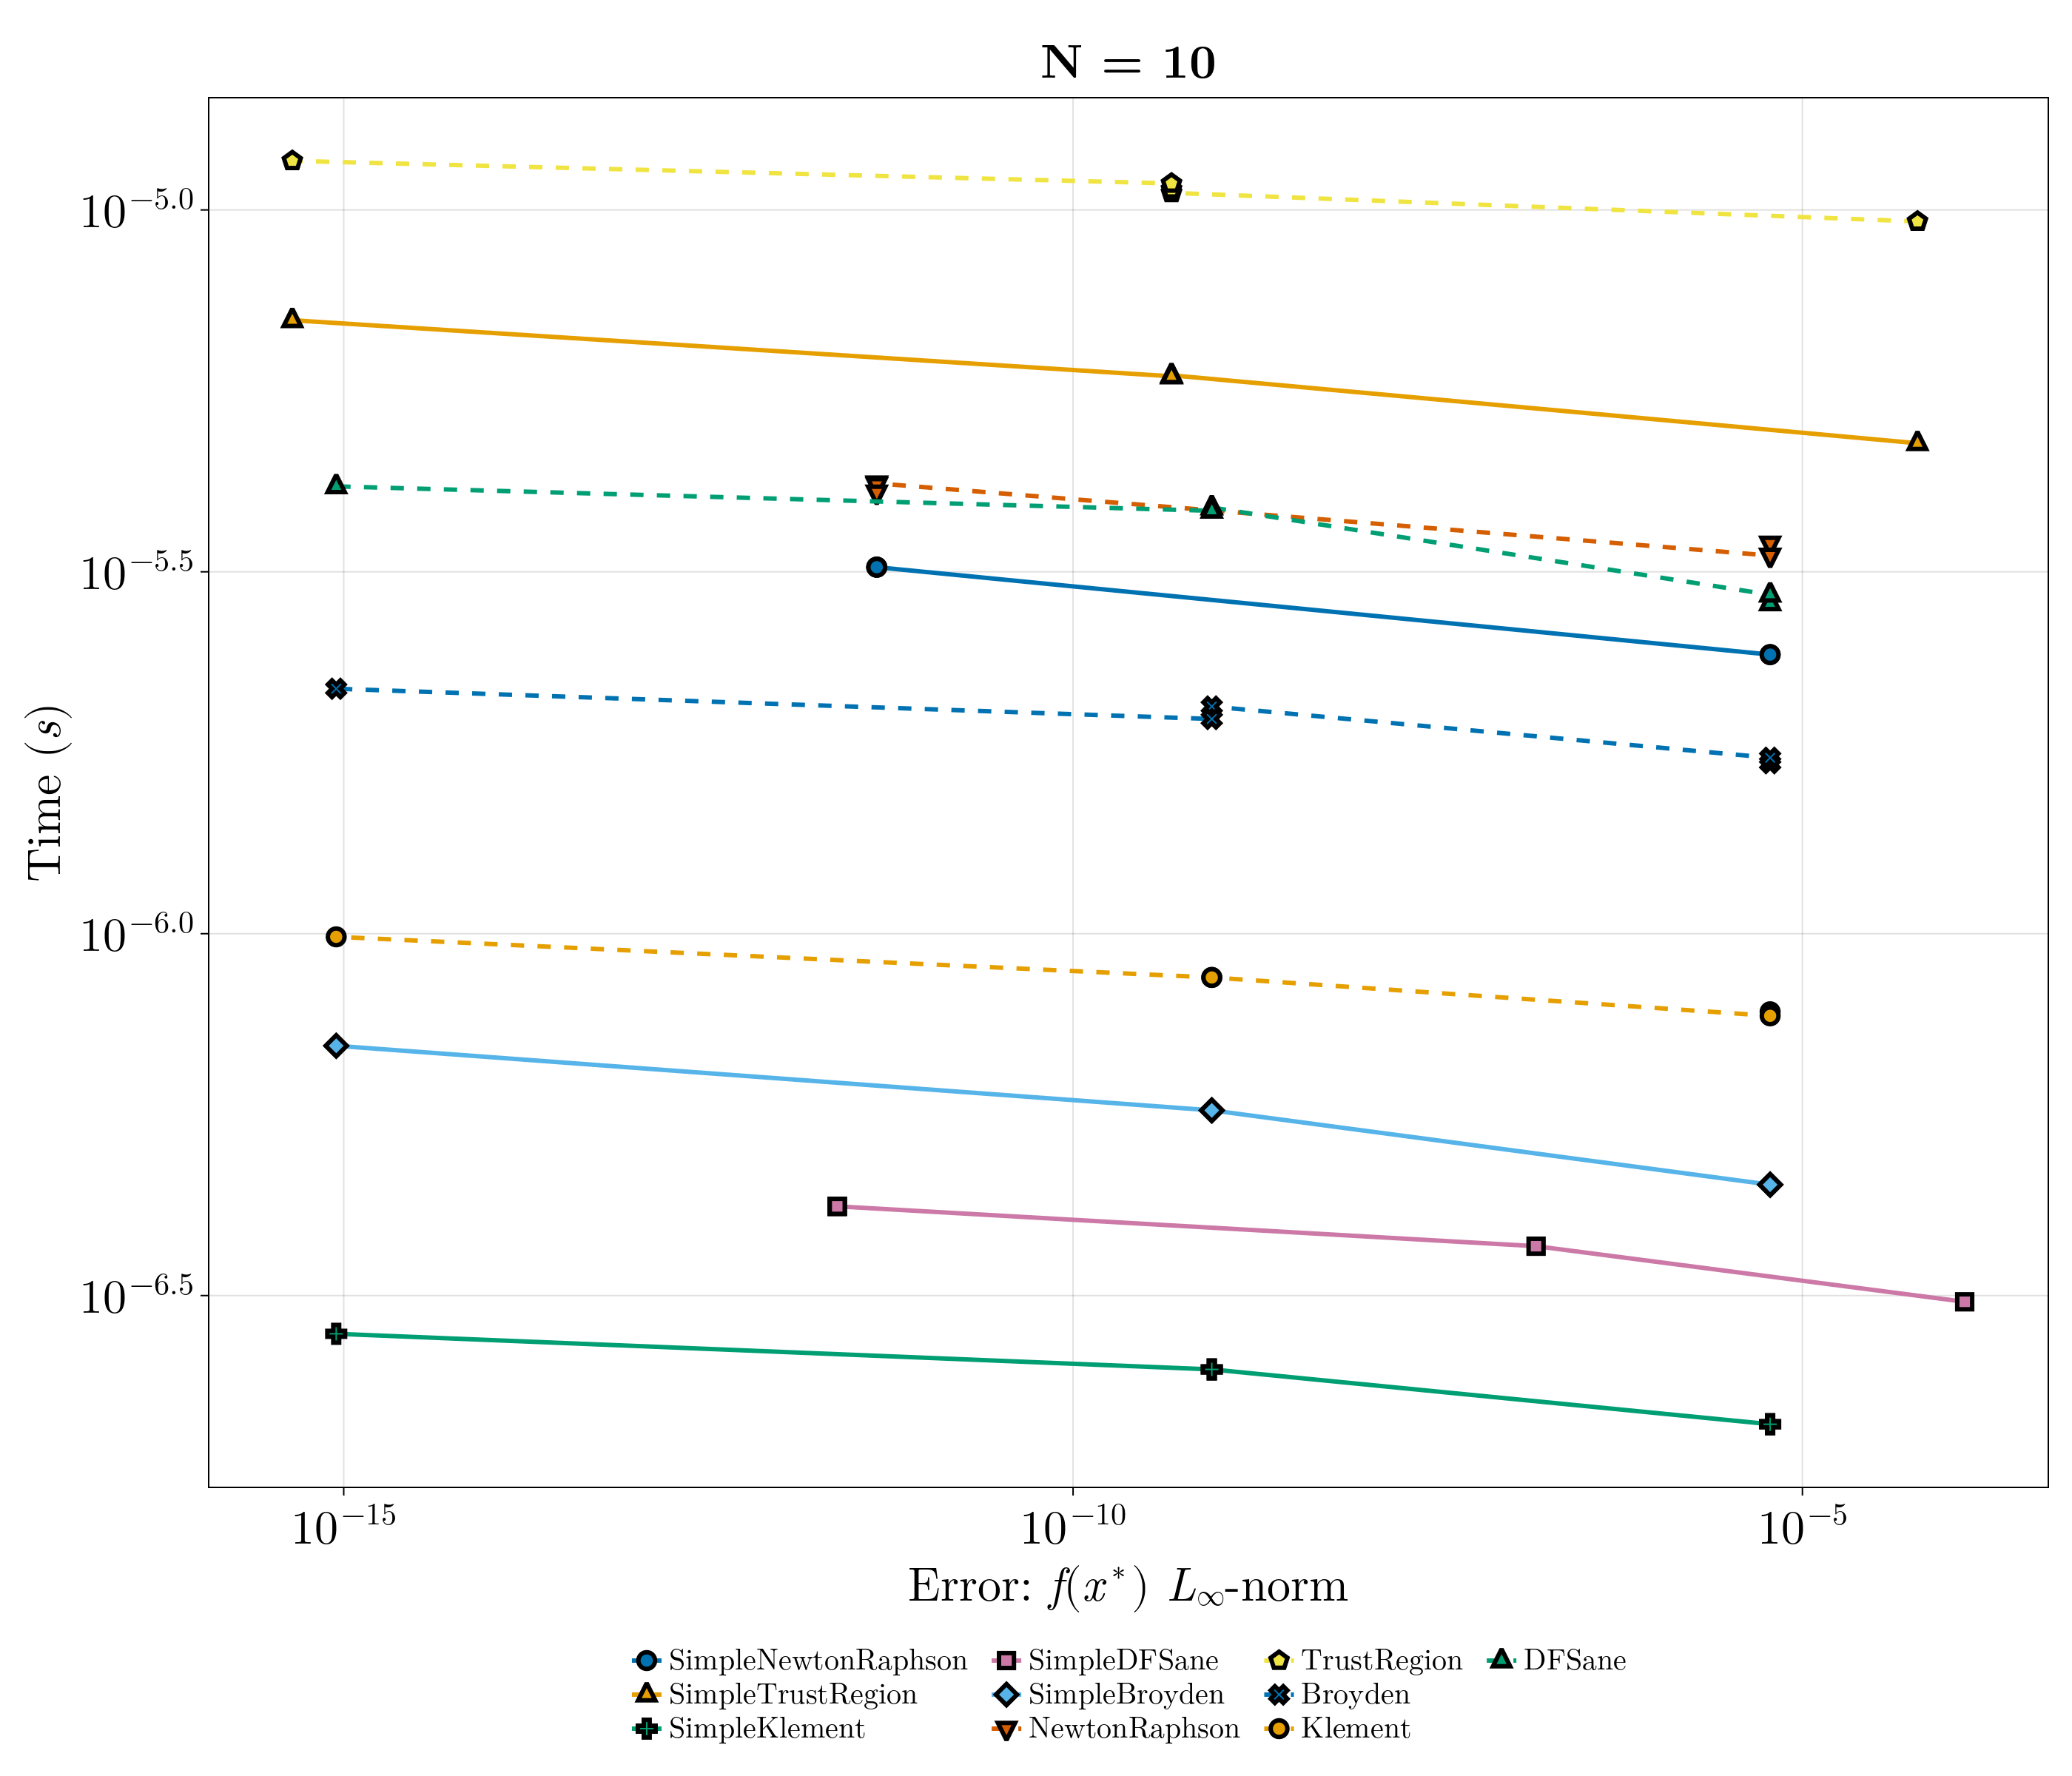 N = 10
Time (s)
10^−5.0
10^−5.5
10^−6.0
10^−6.5
10^−15 10^−10 10^−5
Error: f(x*) L∞-norm
SimpleNewtonRaphson SimpleDFSane TrustRegion DFSane
SimpleTrustRegion SimpleBroyden Broyden
SimpleKlement NewtonRaphson Klement